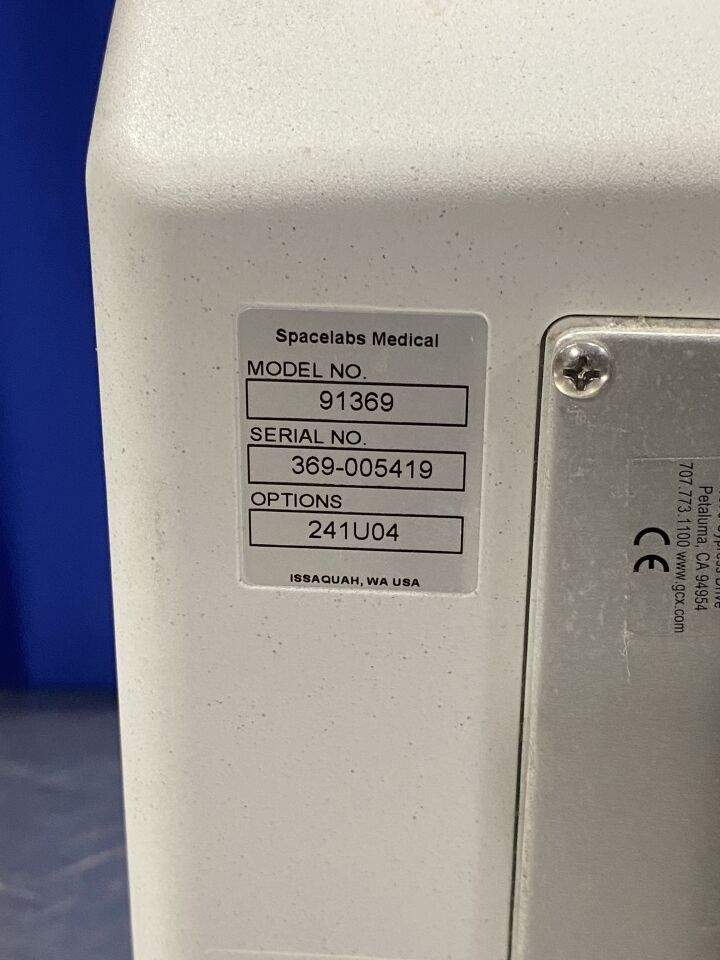 Spacelabs Medical
MODEL NO.
91369
SERIAL NO.
369-005419
OPTIONS
241U04
ISSAQUAH, WA USA
Drive
Petaluma, CA 94954
707.773.1100 www.gcx.com
CE